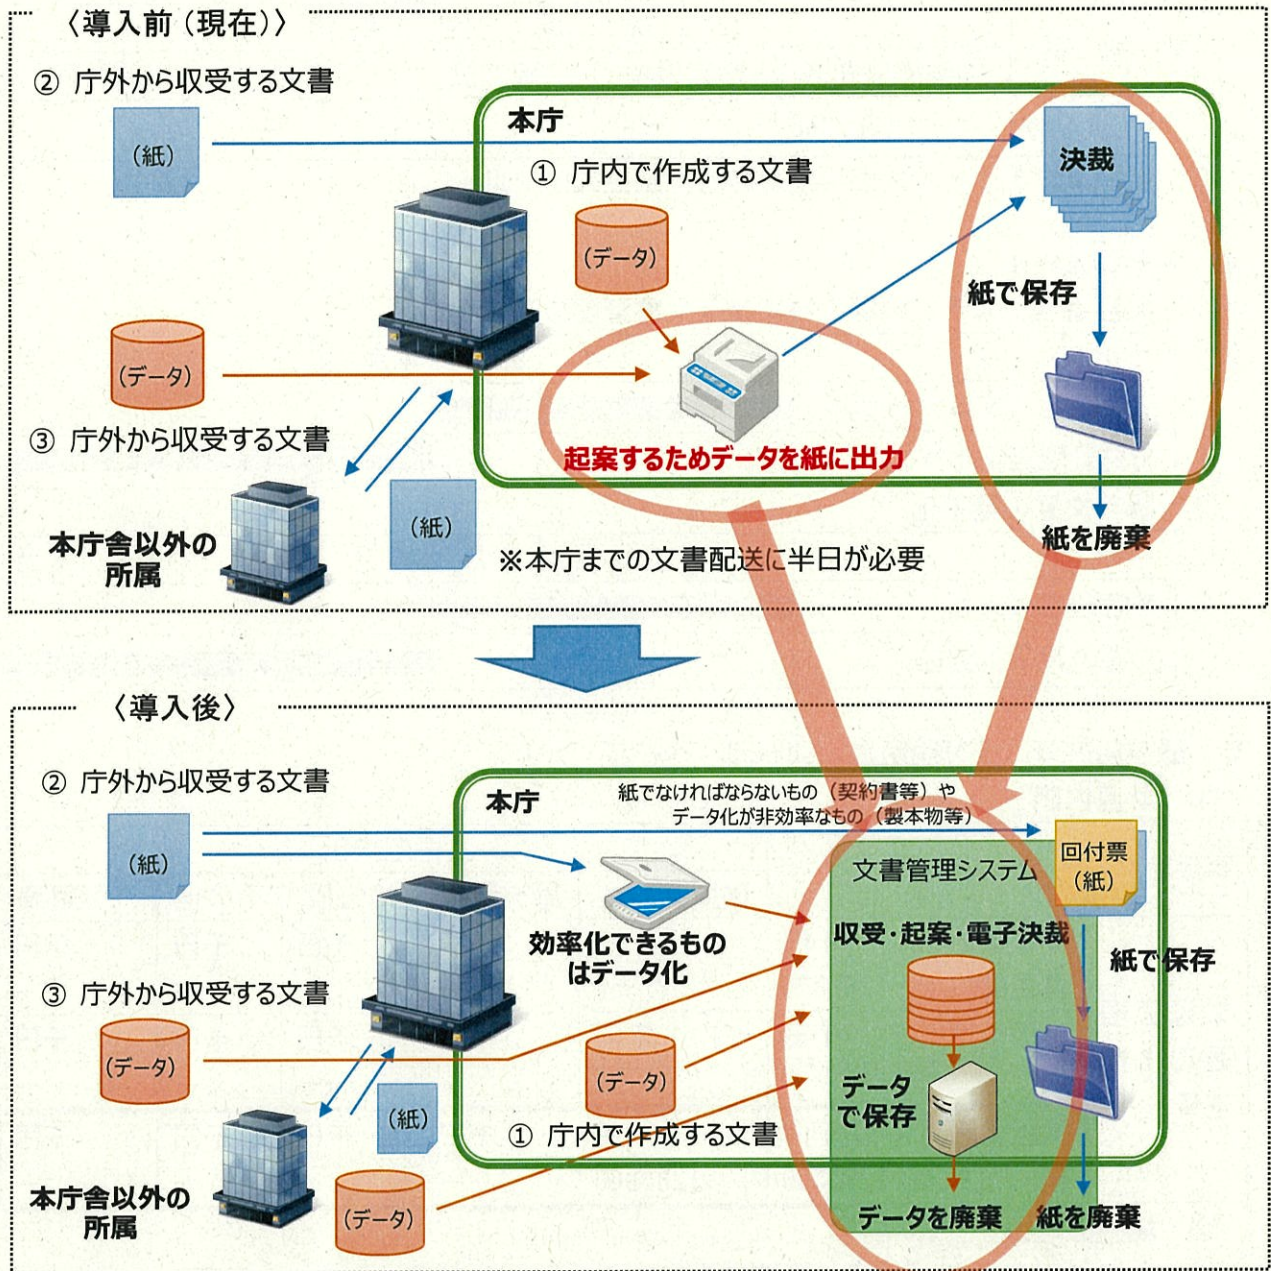 〈導入前（現在）〉
② 庁外から収受する文書
（紙）
本庁
① 庁内で作成する文書
（データ）
決裁
紙で保存
（データ）
③ 庁外から収受する文書
起案するためデータを紙に出力
（紙）
本庁舎以外の
所属
※本庁までの文書配送に半日が必要
紙を廃棄
〈導入後〉
② 庁外から収受する文書
（紙）
本庁
紙でなければならないもの（契約書等）や
データ化が非効率なもの（製本物等）
回付票
（紙）
文書管理システム
収受・起案・電子決裁
効率化できるもの
はデータ化
紙で保存
③ 庁外から収受する文書
（データ）
（データ）
データ
で保存
（紙）
① 庁内で作成する文書
本庁舎以外の
所属
（データ）
データを廃棄
紙を廃棄